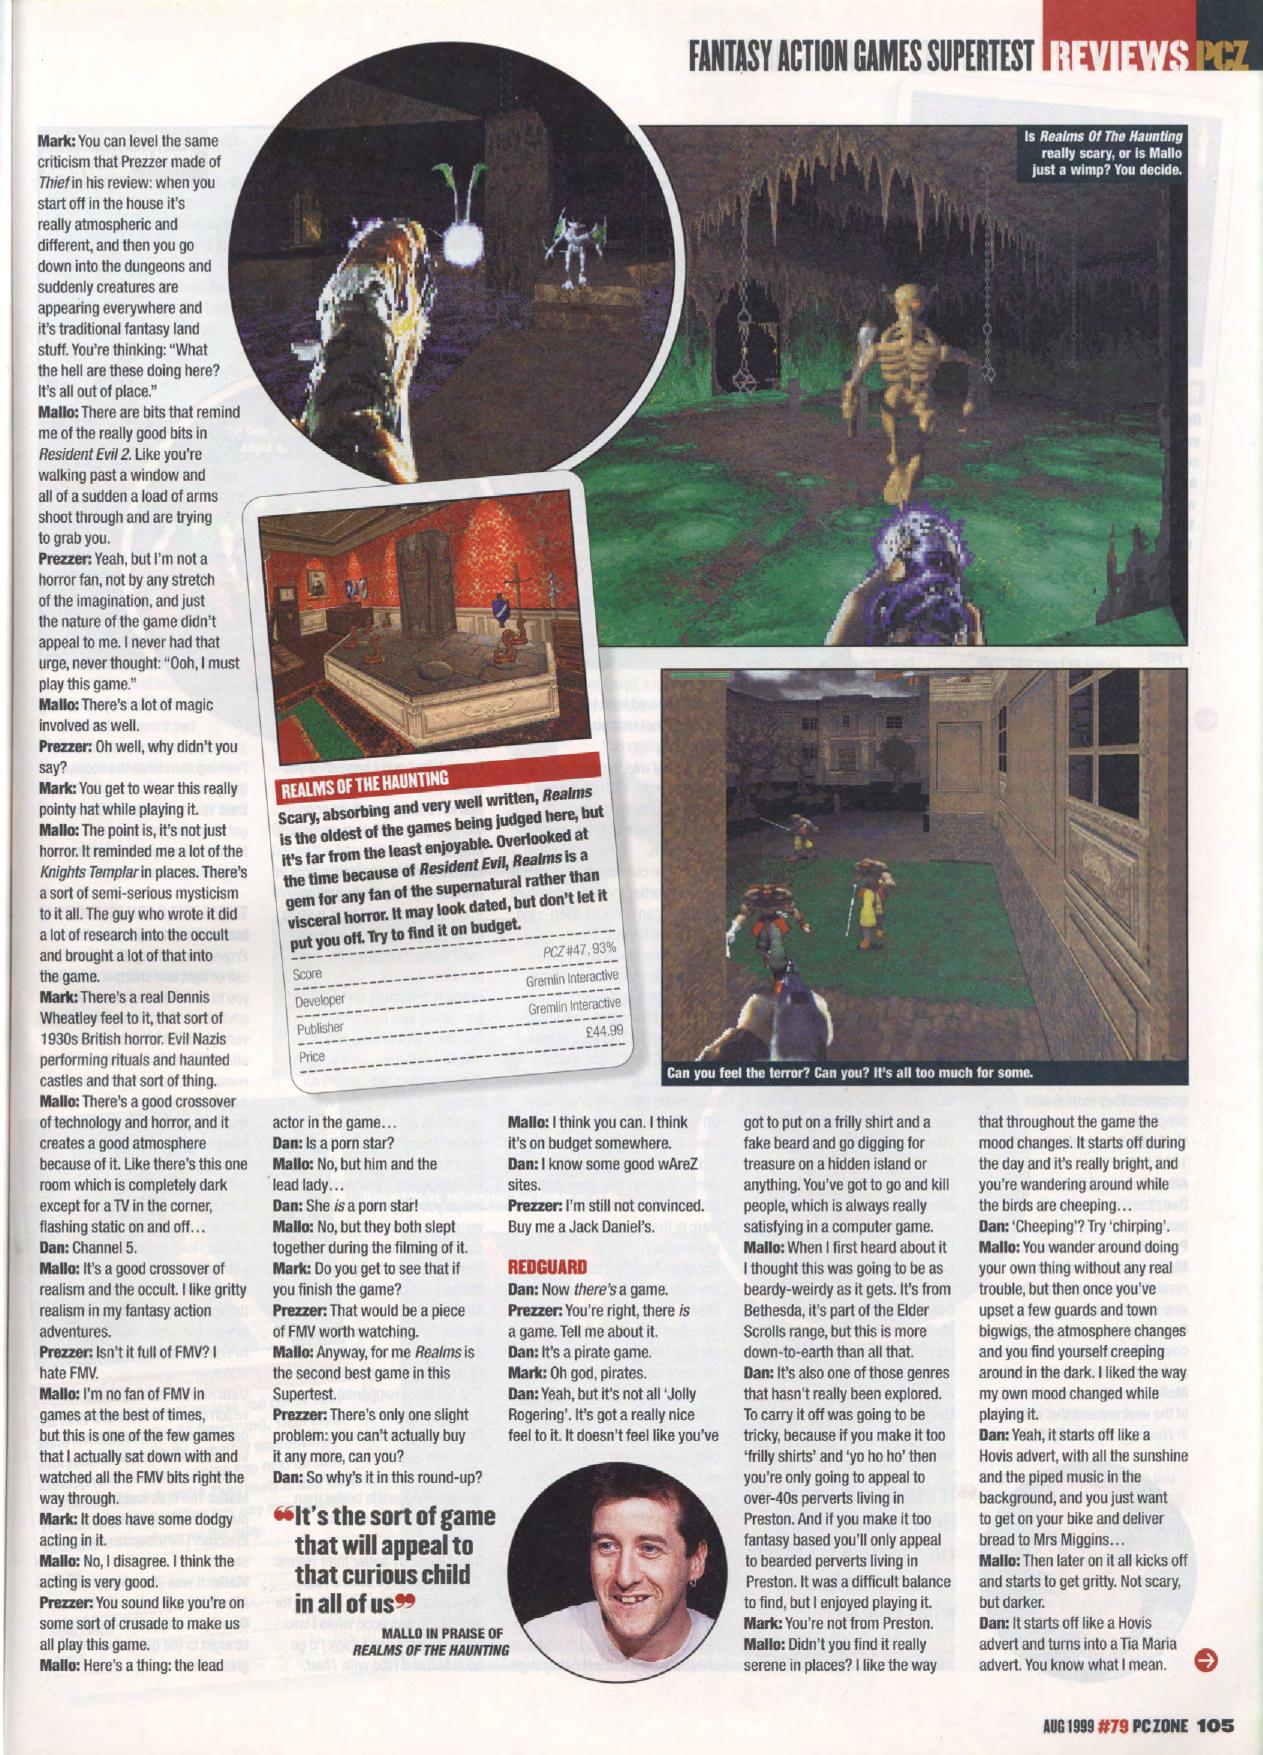 FANTASY ACTION GAMES SUPERTEST REVIEWS PCZ
Mark: You can level the same
criticism that Prezzer made of
Thief in his review: when you
start off in the house it's
really atmospheric and
different, and then you go
down into the dungeons and
suddenly creatures are
appearing everywhere and
it's traditional fantasy land
stuff. You're thinking: "What
the hell are these doing here?
It's all out of place."
Mallo: There are bits that remind
me of the really good bits in
Resident Evil 2. Like you're
walking past a window and
all of a sudden a load of arms
shoot through and are trying
to grab you.
Prezzer: Yeah, but I'm not a
horror fan, not by any stretch
of the imagination, and just
the nature of the game didn't
appeal to me. I never had that
urge, never thought: "Ooh, I must
play this game."
Mallo: There's a lot of magic
involved as well.
Prezzer: Oh well, why didn't you
say?
Mark: You get to wear this really
pointy hat while playing it.
Mallo: The point is, it's not just
horror. It reminded me a lot of the
Knights Templar in places. There's
a sort of semi-serious mysticism
to it all. The guy who wrote it did
a lot of research into the occult
and brought a lot of that into
the game.
Mark: There's a real Dennis
Wheatley feel to it, that sort of
1930s British horror. Evil Nazis
performing rituals and haunted
castles and that sort of thing.
Mallo: There's a good crossover
of technology and horror, and it
creates a good atmosphere
because of it. Like there's this one
room which is completely dark
except for a TV in the corner,
flashing static on and off...
Dan: Channel 5.
Mallo: It's a good crossover of
realism and the occult. I like gritty
realism in my fantasy action
adventures.
Prezzer: Isn't it full of FMV? I
hate FMV.
Mallo: I'm no fan of FMV in
games at the best of times,
but this is one of the few games
that I actually sat down with and
watched all the FMV bits right the
way through.
Mark: It does have some dodgy
acting in it.
Mallo: No, I disagree. I think the
acting is very good.
Prezzer: You sound like you're on
some sort of crusade to make us
all play this game.
Mallo: Here's a thing: the lead
Is Realms Of The Haunting
really scary, or is Mallo
just a wimp? You decide.
REALMS OF THE HAUNTING
Scary, absorbing and very well written, Realms
is the oldest of the games being judged here, but
it's far from the least enjoyable. Overlooked at
the time because of Resident Evil, Realms is a
gem for any fan of the supernatural rather than
visceral horror. It may look dated, but don't let it
put you off. Try to find it on budget.
Score PCZ #47, 93%
Developer Gremlin Interactive
Publisher Gremlin Interactive
Price £44.99
Can you feel the terror? Can you? It's all too much for some.
actor in the game...
Dan: Is a porn star?
Mallo: No, but him and the
lead lady...
Dan: She is a porn star!
Mallo: No, but they both slept
together during the filming of it.
Mark: Do you get to see that if
you finish the game?
Prezzer: That would be a piece
of FMV worth watching.
Mallo: Anyway, for me Realms is
the second best game in this
Supertest.
Prezzer: There's only one slight
problem: you can't actually buy
it any more, can you?
Dan: So why's it in this round-up?
“It's the sort of game
that will appeal to
that curious child
in all of us”
MALLO IN PRAISE OF
REALMS OF THE HAUNTING
Mallo: I think you can. I think
it's on budget somewhere.
Dan: I know some good wAreZ
sites.
Prezzer: I'm still not convinced.
Buy me a Jack Daniel's.
REDGUARD
Dan: Now there's a game.
Prezzer: You're right, there is
a game. Tell me about it.
Dan: It's a pirate game.
Mark: Oh god, pirates.
Dan: Yeah, but it's not all 'Jolly
Rogering'. It's got a really nice
feel to it. It doesn't feel like you've
got to put on a frilly shirt and a
fake beard and go digging for
treasure on a hidden island or
anything. You've got to go and kill
people, which is always really
satisfying in a computer game.
Mallo: When I first heard about it
I thought this was going to be as
beardy-weirdy as it gets. It's from
Bethesda, it's part of the Elder
Scrolls range, but this is more
down-to-earth than all that.
Dan: It's also one of those genres
that hasn't really been explored.
To carry it off was going to be
tricky, because if you make it too
'frilly shirts' and 'yo ho ho' then
you're only going to appeal to
over-40s perverts living in
Preston. And if you make it too
fantasy based you'll only appeal
to bearded perverts living in
Preston. It was a difficult balance
to find, but I enjoyed playing it.
Mark: You're not from Preston.
Mallo: Didn't you find it really
serene in places? I like the way
that throughout the game the
mood changes. It starts off during
the day and it's really bright, and
you're wandering around while
the birds are cheeping...
Dan: 'Cheeping'? Try 'chirping'.
Mallo: You wander around doing
your own thing without any real
trouble, but then once you've
upset a few guards and town
bigwigs, the atmosphere changes
and you find yourself creeping
around in the dark. I liked the way
my own mood changed while
playing it.
Dan: Yeah, it starts off like a
Hovis advert, with all the sunshine
and the piped music in the
background, and you just want
to get on your bike and deliver
bread to Mrs Miggins...
Mallo: Then later on it all kicks off
and starts to get gritty. Not scary,
but darker.
Dan: It starts off like a Hovis
advert and turns into a Tia Maria
advert. You know what I mean.
AUG 1999 #79 PC ZONE 105